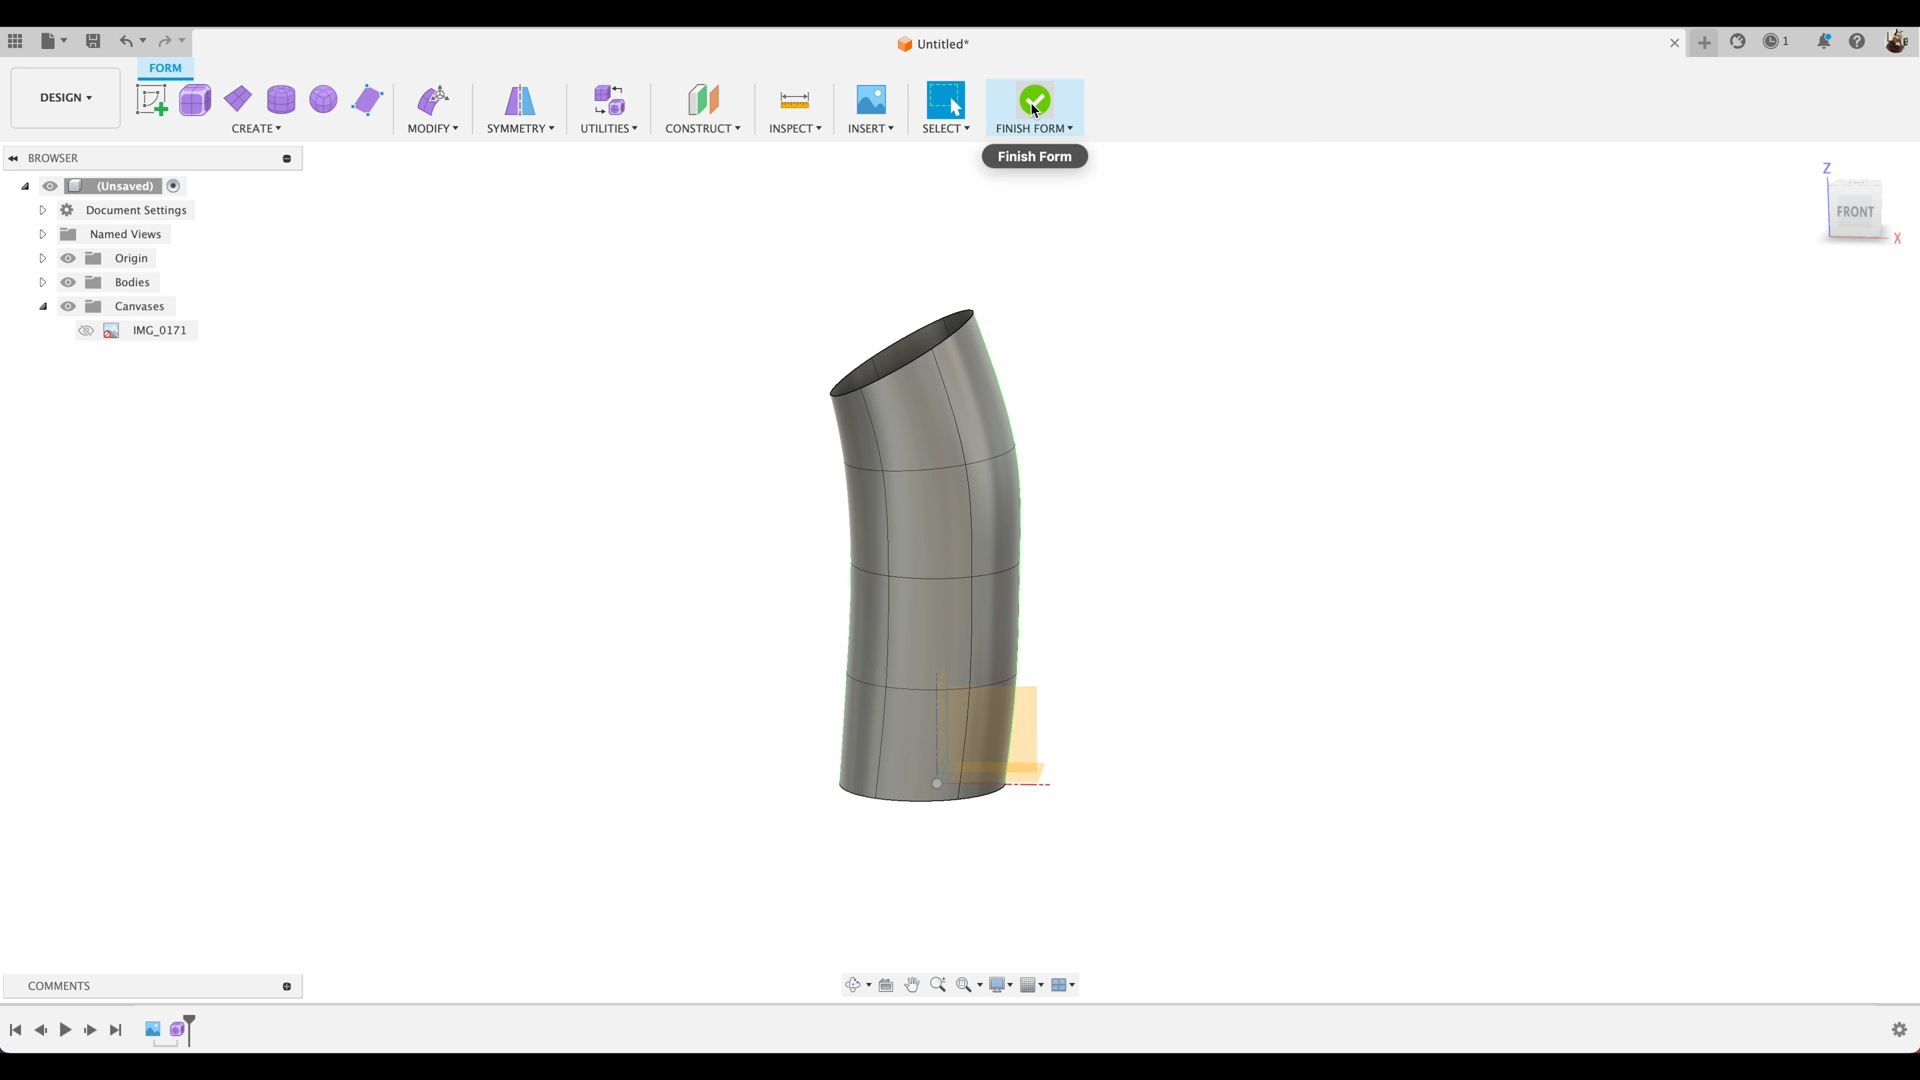 Untitled*
1
FORM
DESIGN
CREATE
MODIFY
SYMMETRY
UTILITIES
CONSTRUCT
INSPECT
INSERT
SELECT
FINISH FORM
Finish Form
BROWSER
(Unsaved)
Document Settings
Named Views
Origin
Bodies
Canvases
IMG_0171
Z
FRONT
X
COMMENTS